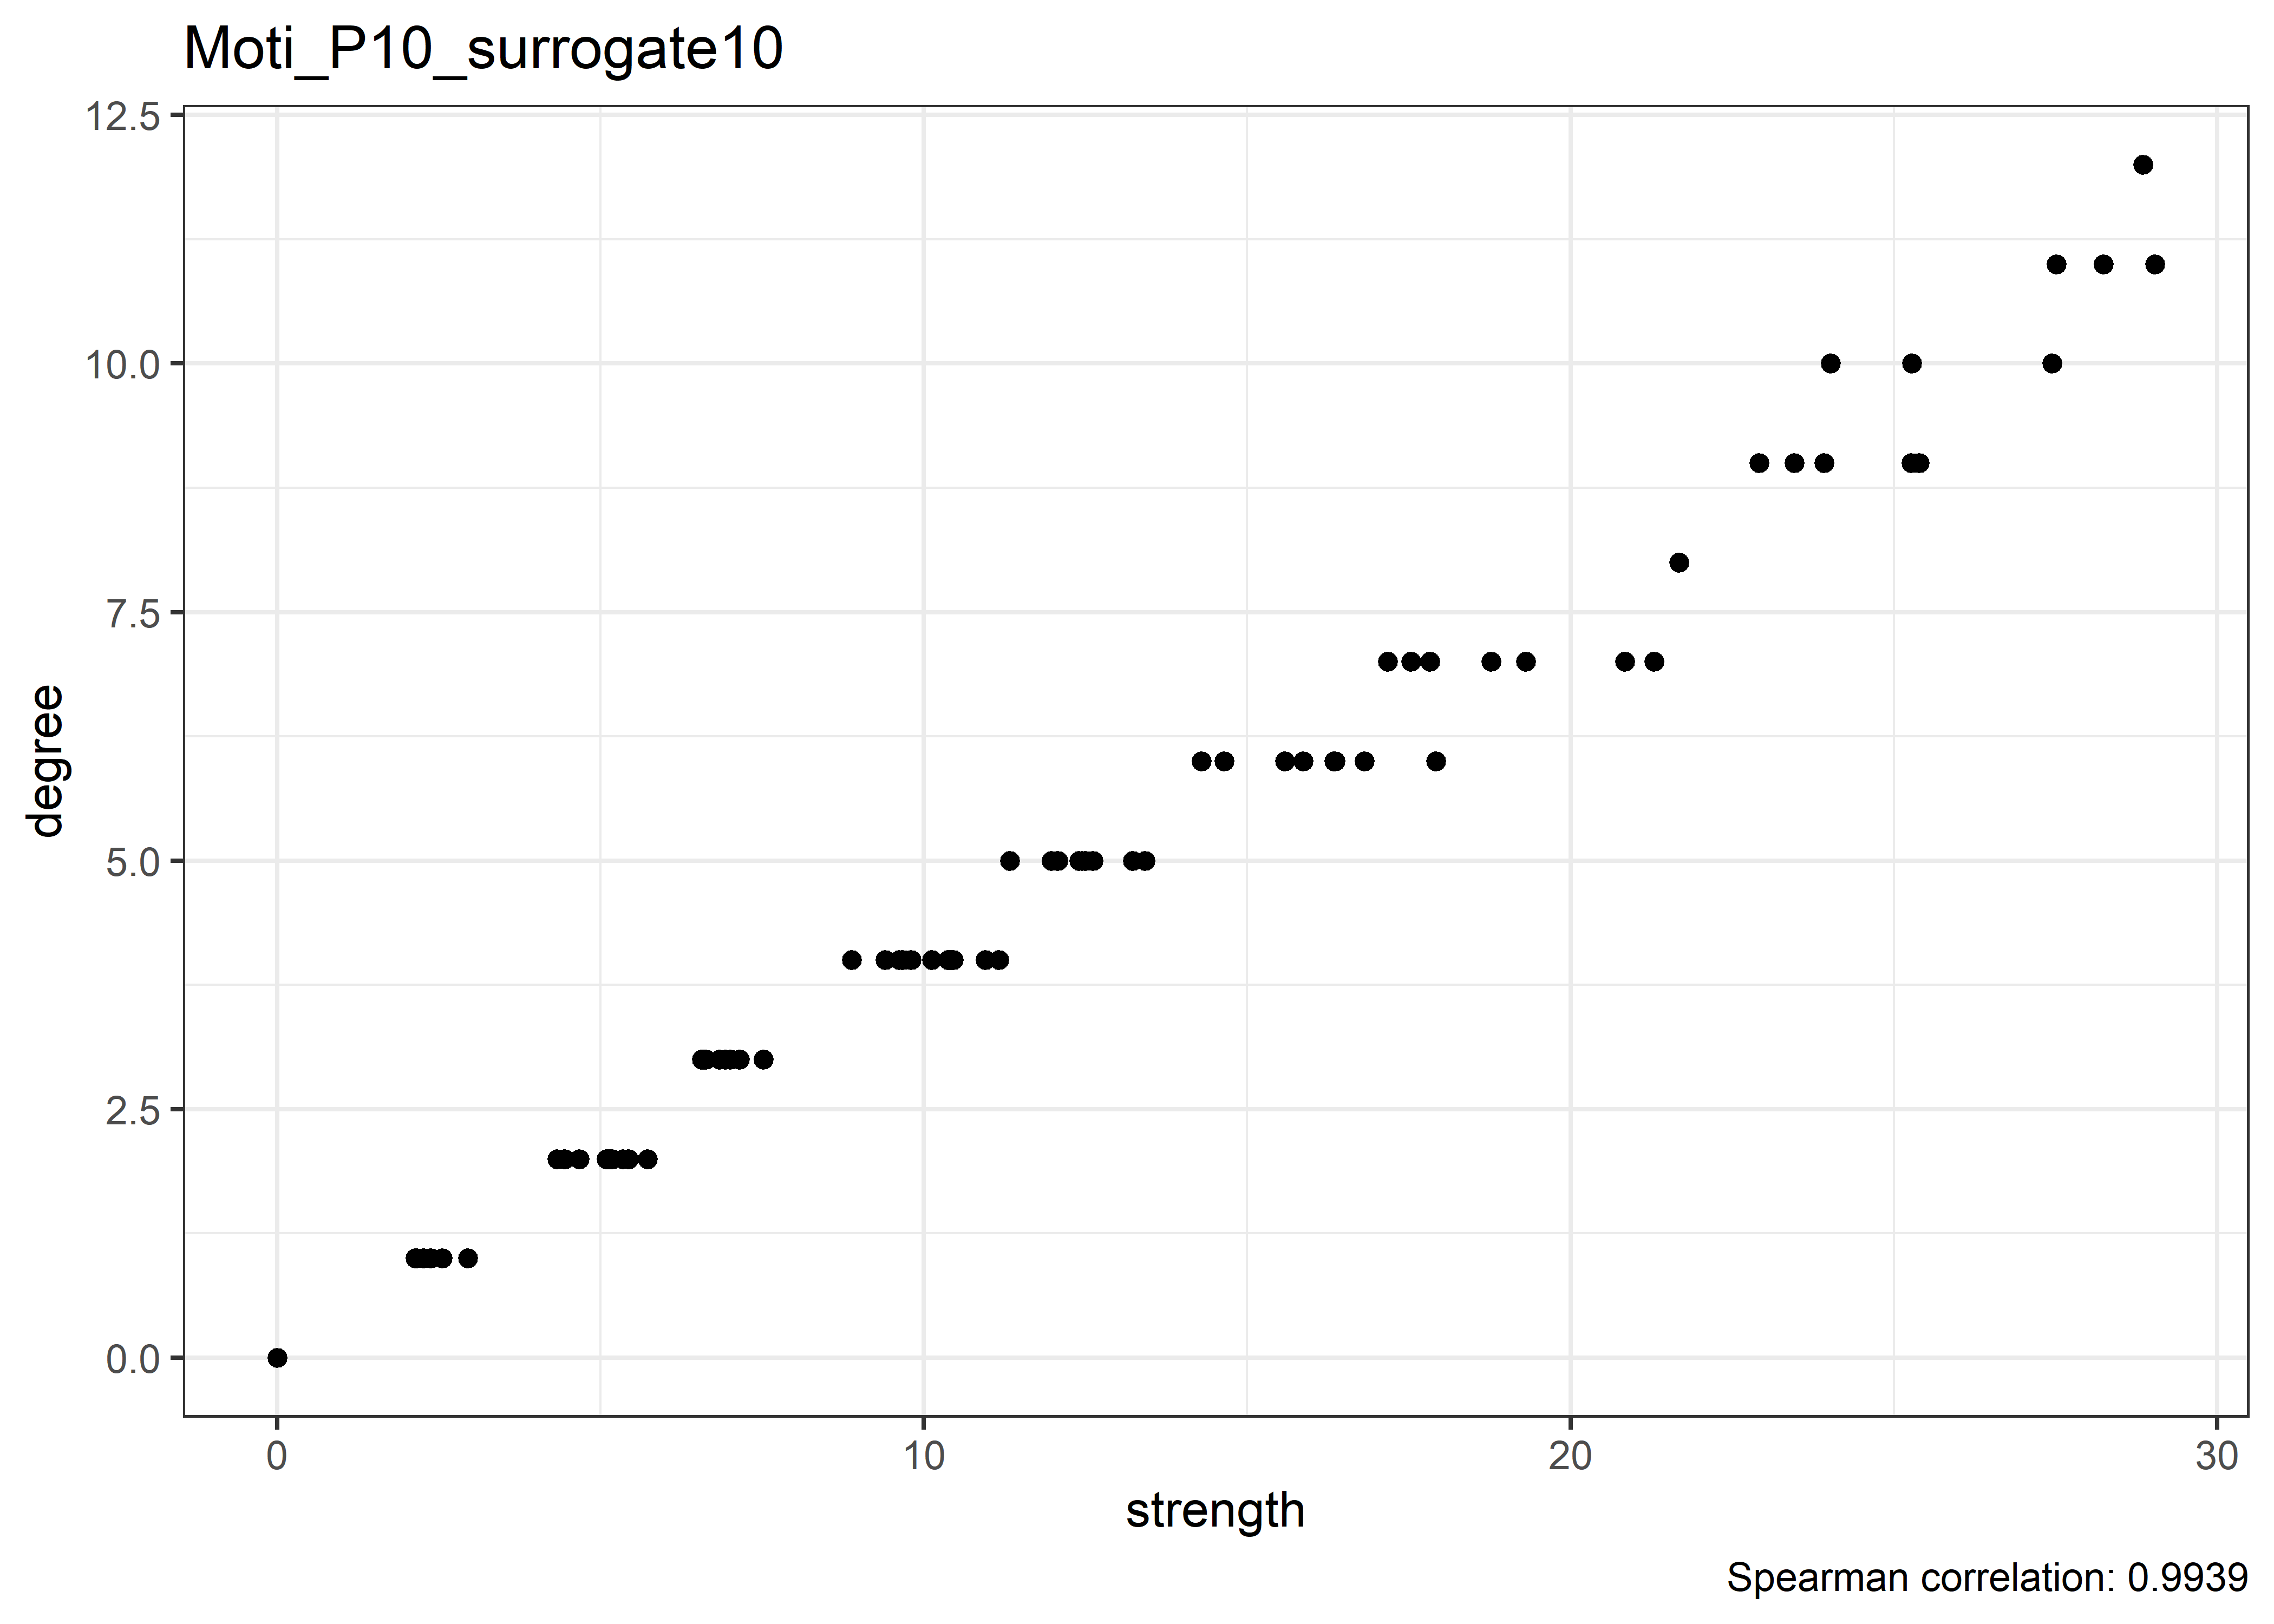 Moti_P10_surrogate10
12.5
10.0
7.5
5.0
2.5
0.0
degree
0 10 20 30
strength
Spearman correlation: 0.9939